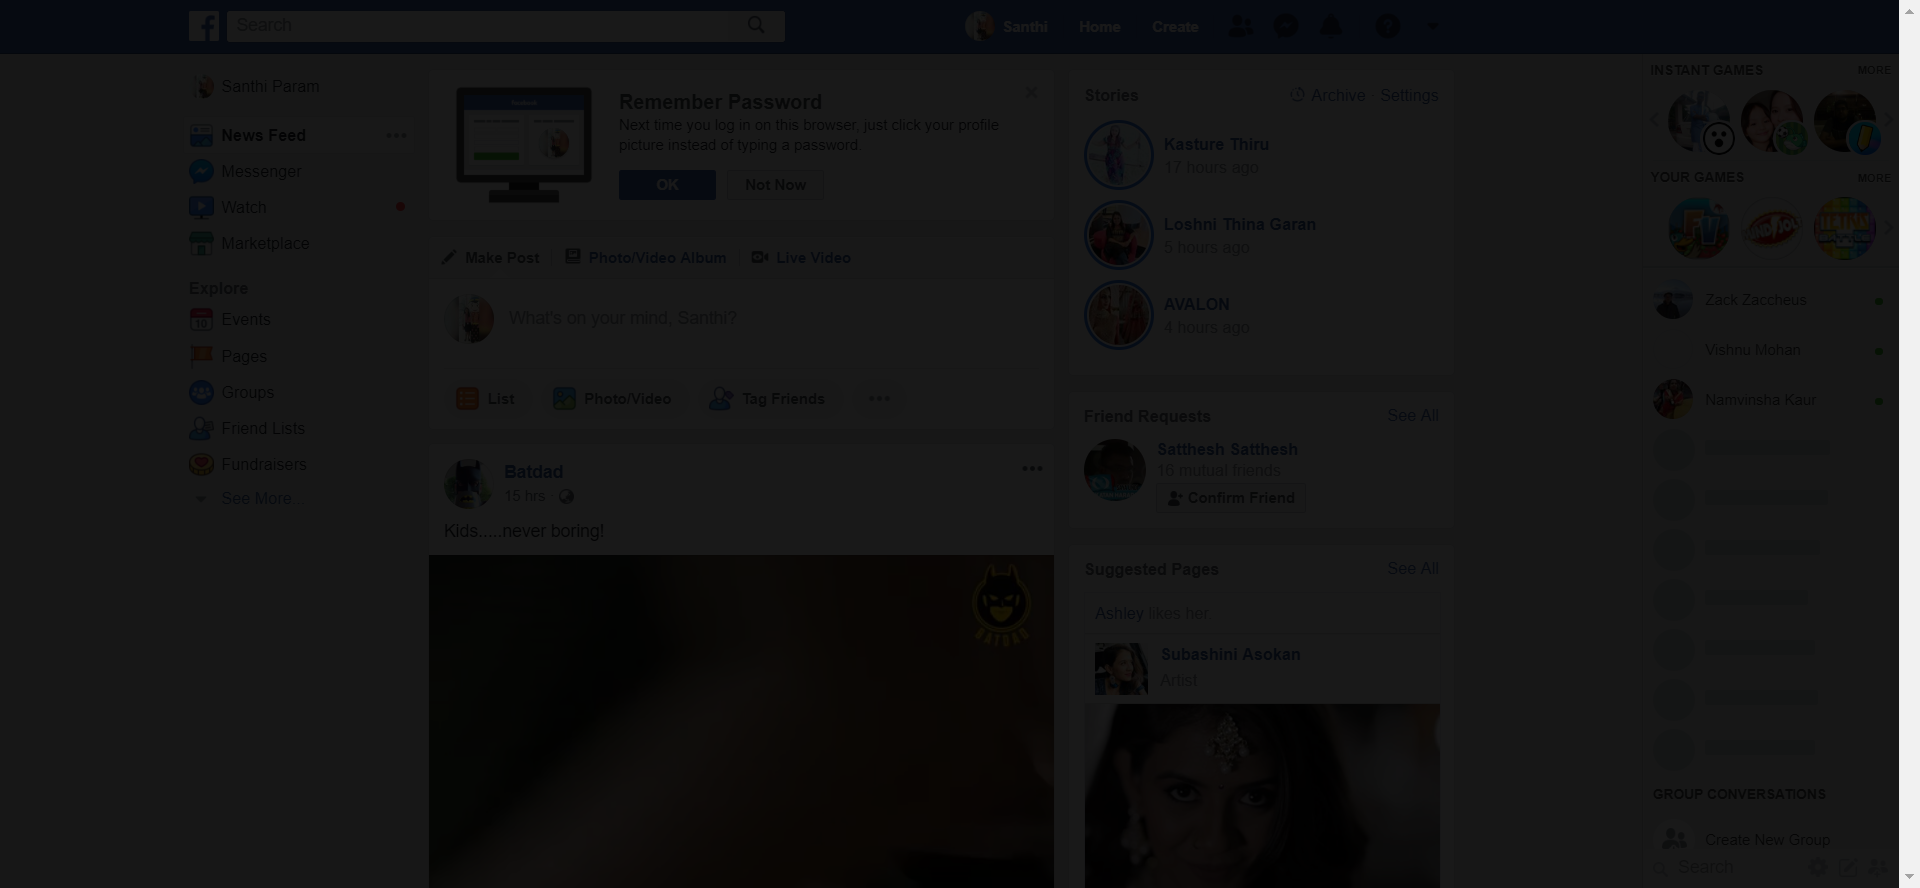 Search
Santhi
Home
Create
Santhi Param
News Feed
Messenger
Watch
Marketplace
Explore
Events
Pages
Groups
Friend Lists
Fundraisers
See More...
Remember Password
Next time you log in on this browser, just click your profile
picture instead of typing a password.
OK
Not Now
Make Post
Photo/Video Album
Live Video
What's on your mind, Santhi?
List
Photo/Video
Tag Friends
Batdad
15 hrs
Kids.....never boring!
BATDAD
Stories
Archive · Settings
Kasture Thiru
17 hours ago
Loshni Thina Garan
5 hours ago
AVALON
4 hours ago
Friend Requests
See All
Satthesh Satthesh
16 mutual friends
Confirm Friend
Suggested Pages
See All
Ashley likes her
Subashini Asokan
Artist
INSTANT GAMES
MORE
YOUR GAMES
MORE
Zack Zaccheus
Vishnu Mohan
Namvinsha Kaur
GROUP CONVERSATIONS
Create New Group
Search